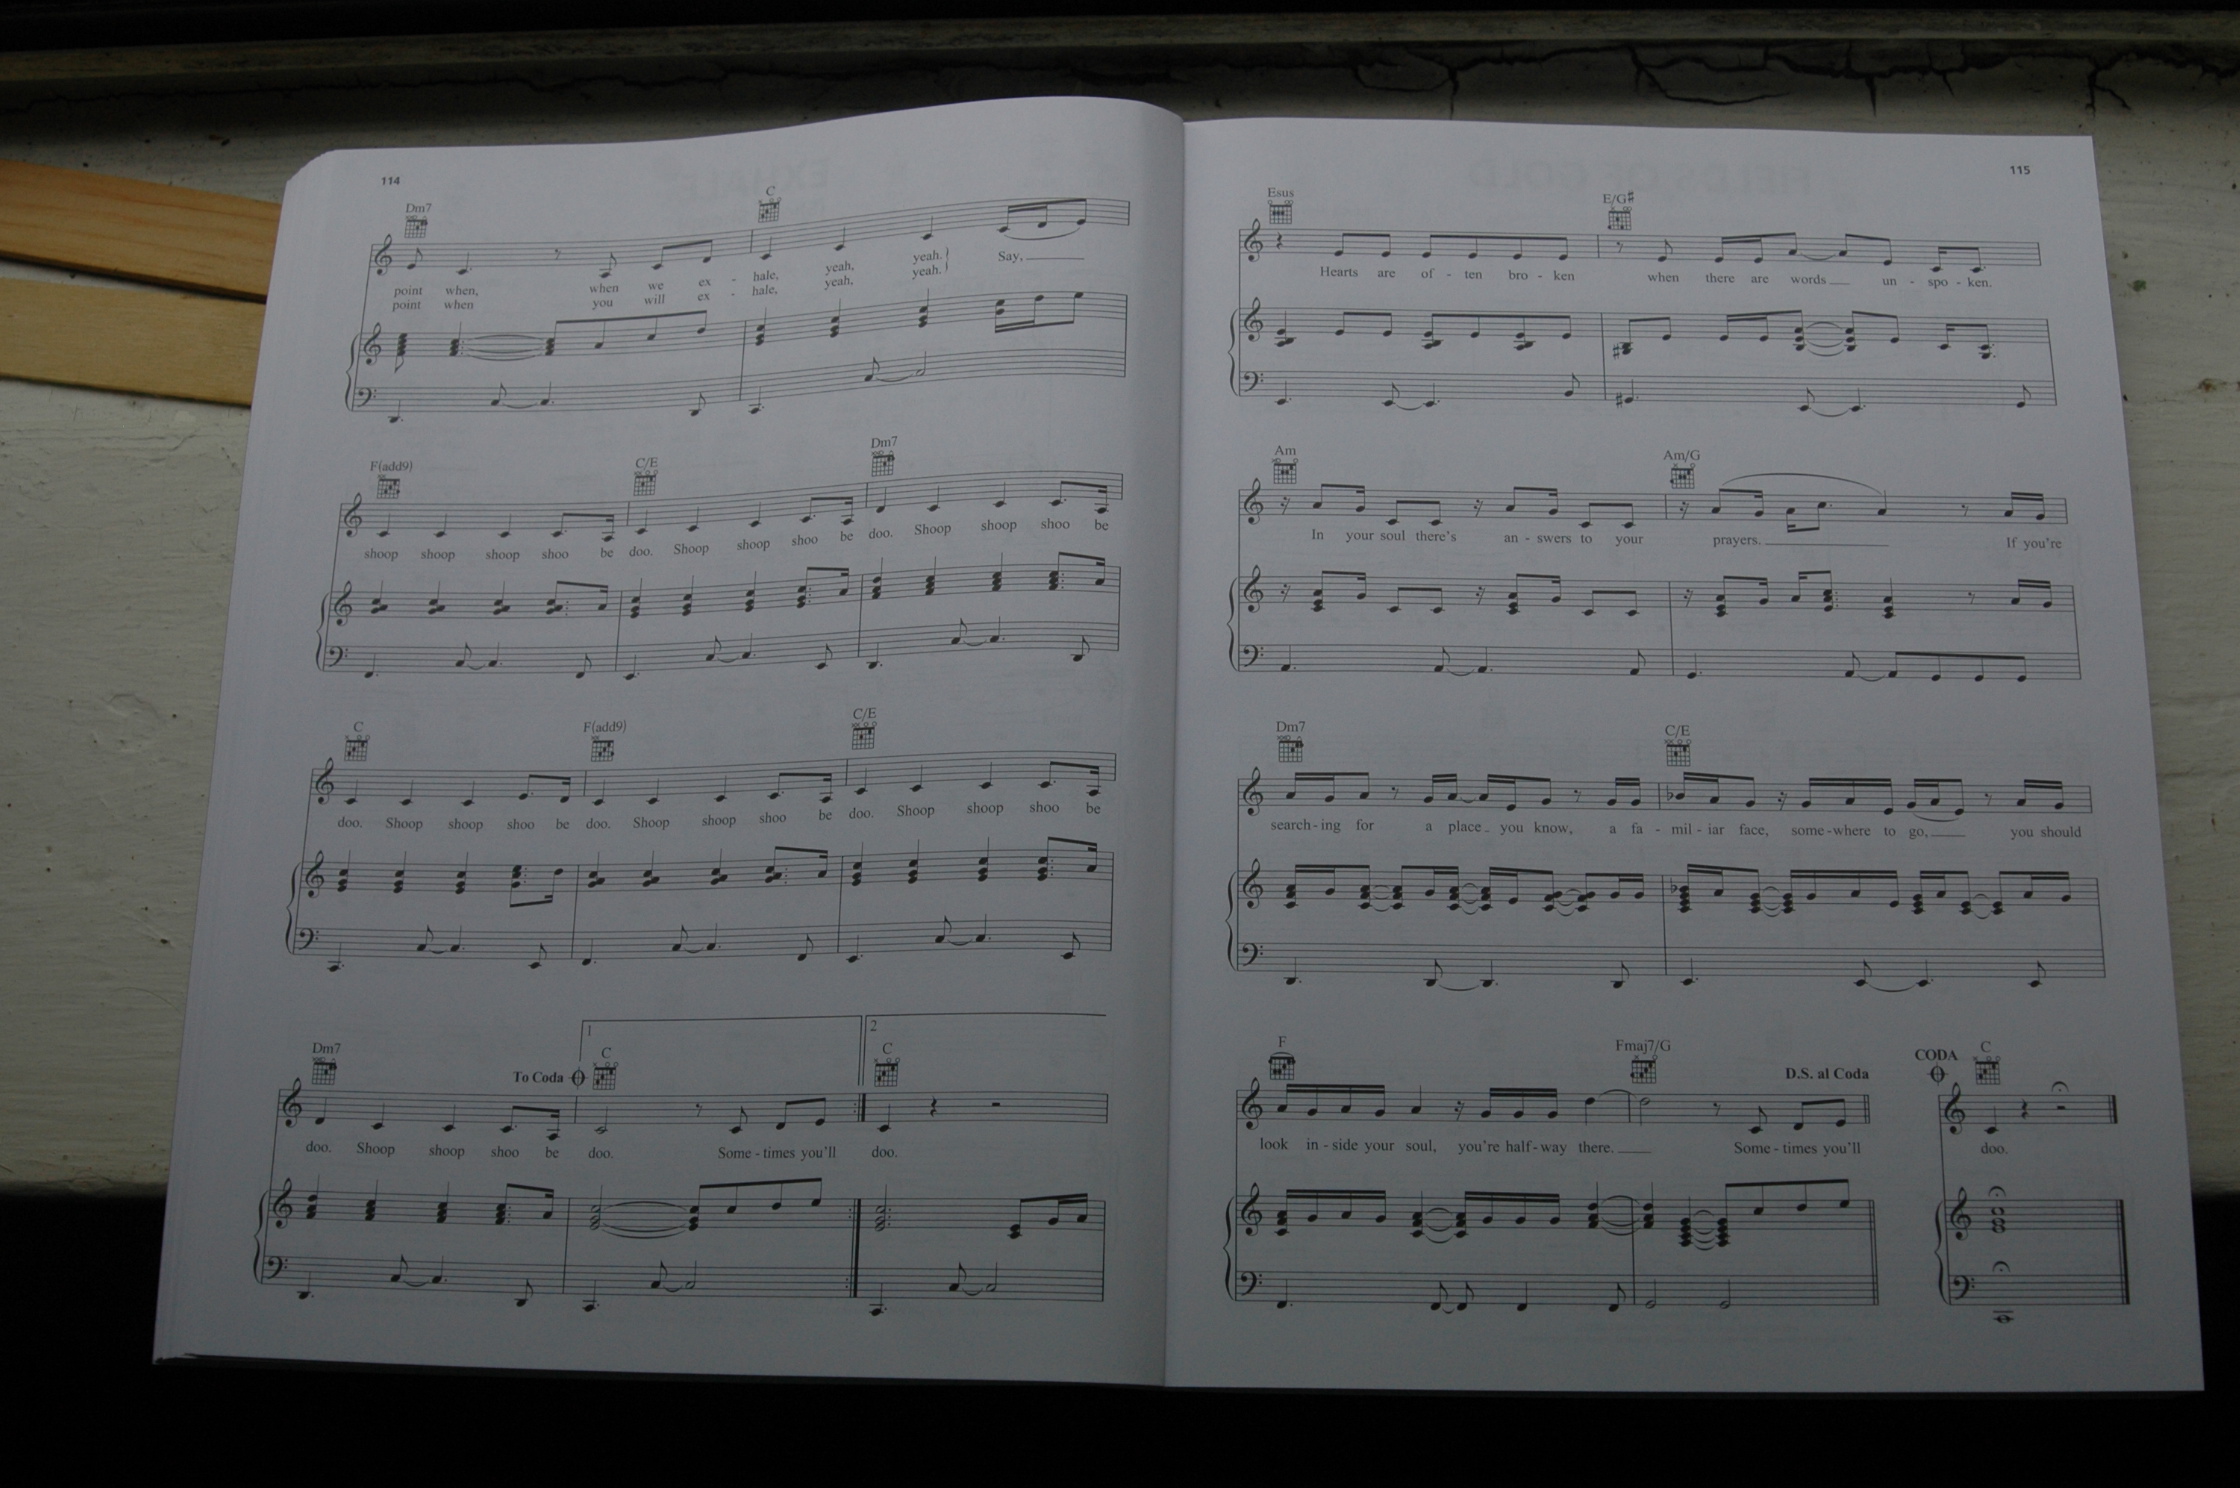 114
Dm7 C
point when, when we ex - hale, yeah, yeah. Say,
point when you will ex - hale, yeah, yeah.
F(add9) C/E Dm7
shoop shoop shoop shoo be doo. Shoop shoop shoo be doo. Shoop shoop shoo be
C F(add9) C/E
doo. Shoop shoop shoo be doo. Shoop shoop shoo be doo. Shoop shoop shoo be
1 2
Dm7 C C
To Coda
doo. Shoop shoop shoo be doo. Some - times you'll doo.
115
Esus E/G#
Hearts are of - ten bro - ken when there are words un - spo - ken.
Am Am/G
In your soul there's an - swers to your prayers. If you're
Dm7 C/E
search - ing for a place you know, a fa - mil - iar face, some - where to go, you should
F Fmaj7/G CODA C
D.S. al Coda
look in - side your soul, you're half - way there. Some - times you'll doo.